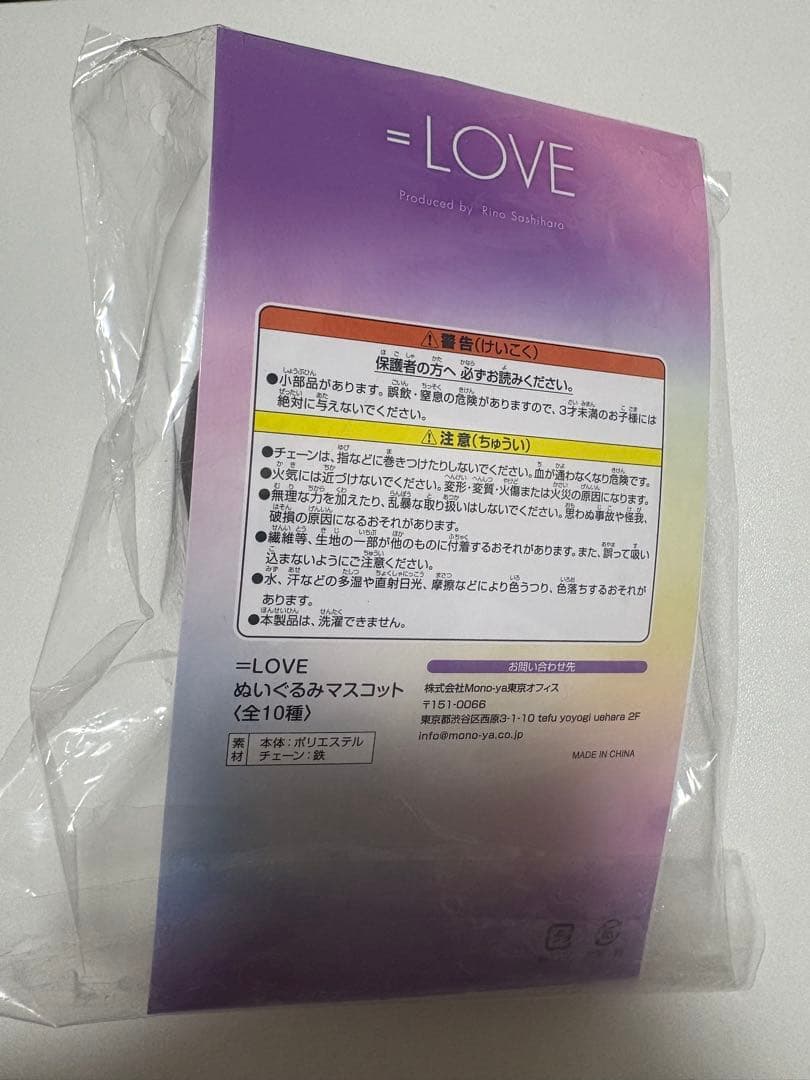 =LOVE
Produced by Rino Sashihara
⚠警告(けいこく)
保護者の方へ 必ずお読みください。
●小部品があります。誤飲・窒息の危険がありますので、3才未満のお子様には
絶対に与えないでください。
⚠注意(ちゅうい)
●チェーンは、指などに巻きつけたりしないでください。血が通わなくなり危険です。
●火気には近づけないでください。変形・変質・火傷または火災の原因になります。
●無理な力を加えたり、乱暴な取り扱いはしないでください。思わぬ事故や怪我、
破損の原因になるおそれがあります。
●繊維等、生地の一部が他のものに付着するおそれがあります。また、誤って吸い
込まないようにご注意ください。
●水、汗などの多湿や直射日光、摩擦などにより色うつり、色落ちするおそれが
あります。
●本製品は、洗濯できません。
=LOVE
ぬいぐるみマスコット
〈全10種〉
素材
本体:ポリエステル
チェーン:鉄
お問い合わせ先
株式会社Mono-ya東京オフィス
〒151-0066
東京都渋谷区西原3-1-10 tefu yoyogi uehara 2F
info@mono-ya.co.jp
MADE IN CHINA